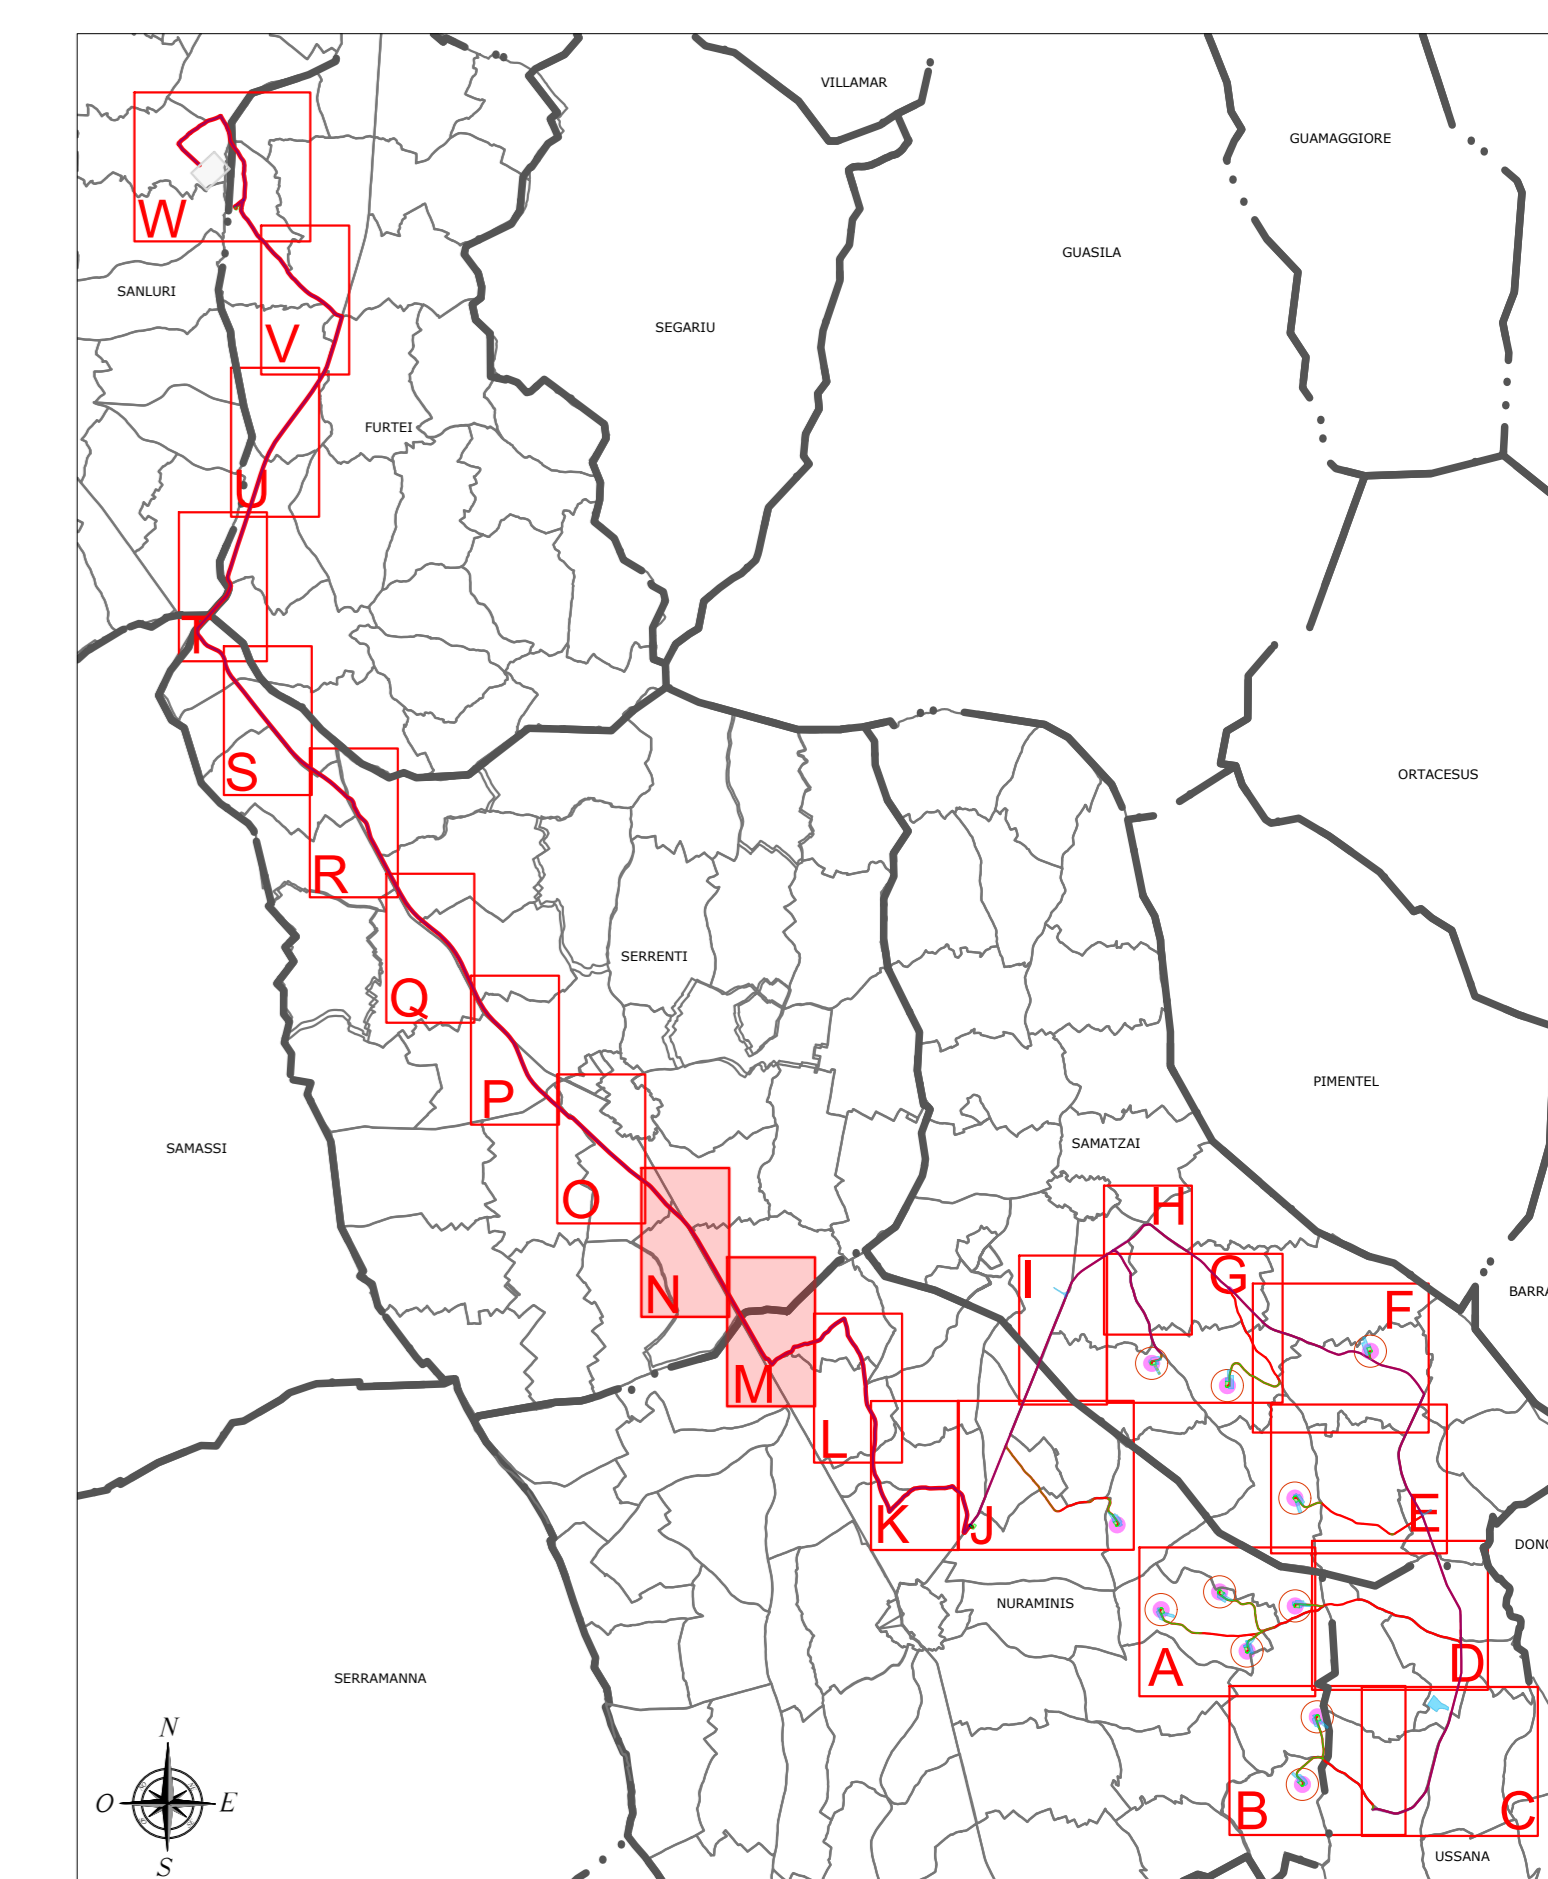 VILLAMAR
GUAMAGGIORE
W
GUASILA
SANLURI
SEGARIU
V
FURTEI
U
T
S
ORTACESUS
R
SERRENTI
Q
PIMENTEL
P
SAMATZAI
SAMASSI
O
H
I
G
N
BARRA
F
M
L
E
K
J
DONO
NURAMINIS
A
D
SERRAMANNA
N
O
E
S
B
C
USSANA